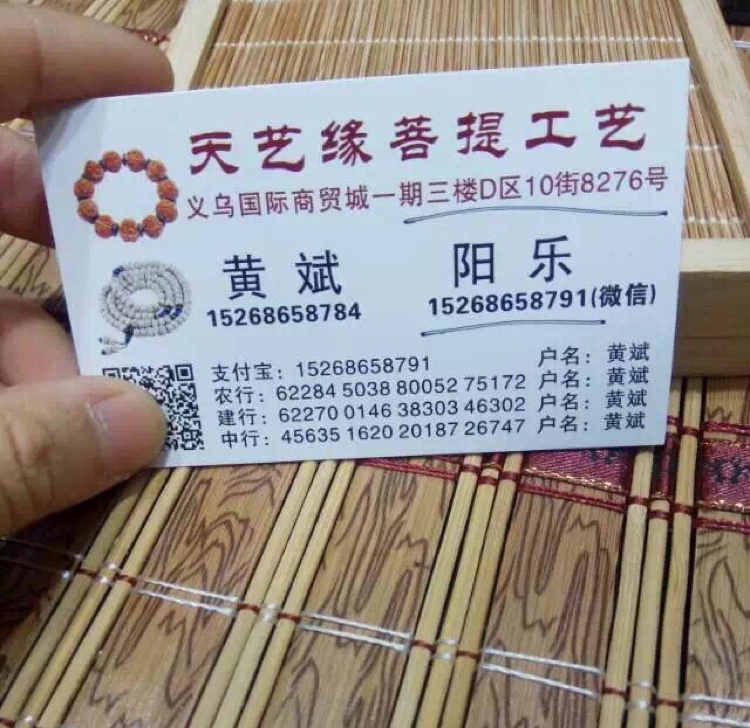 天艺缘菩提工艺
义乌国际商贸城一期三楼D区10街8276号
黄斌 阳乐
15268658784 15268658791(微信)
支付宝：15268658791 户名：黄斌
农行：62284 5038 80052 75172 户名：黄斌
建行：62270 0146 38303 46302 户名：黄斌
中行：45635 1620 20187 26747 户名：黄斌